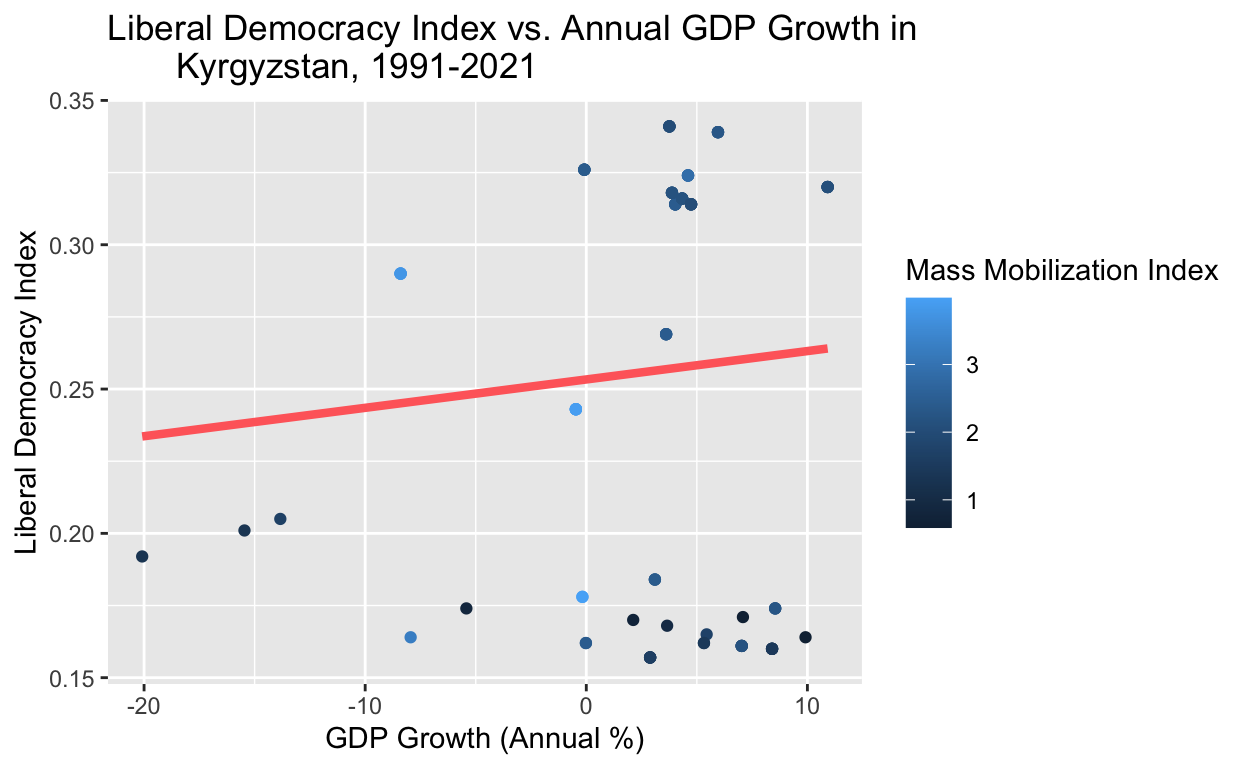 Liberal Democracy Index vs. Annual GDP Growth in
Kyrgyzstan, 1991-2021
0.35
0.30
0.25
0.20
0.15
Liberal Democracy Index
-20
-10
0
10
GDP Growth (Annual %)
Mass Mobilization Index
3
2
1